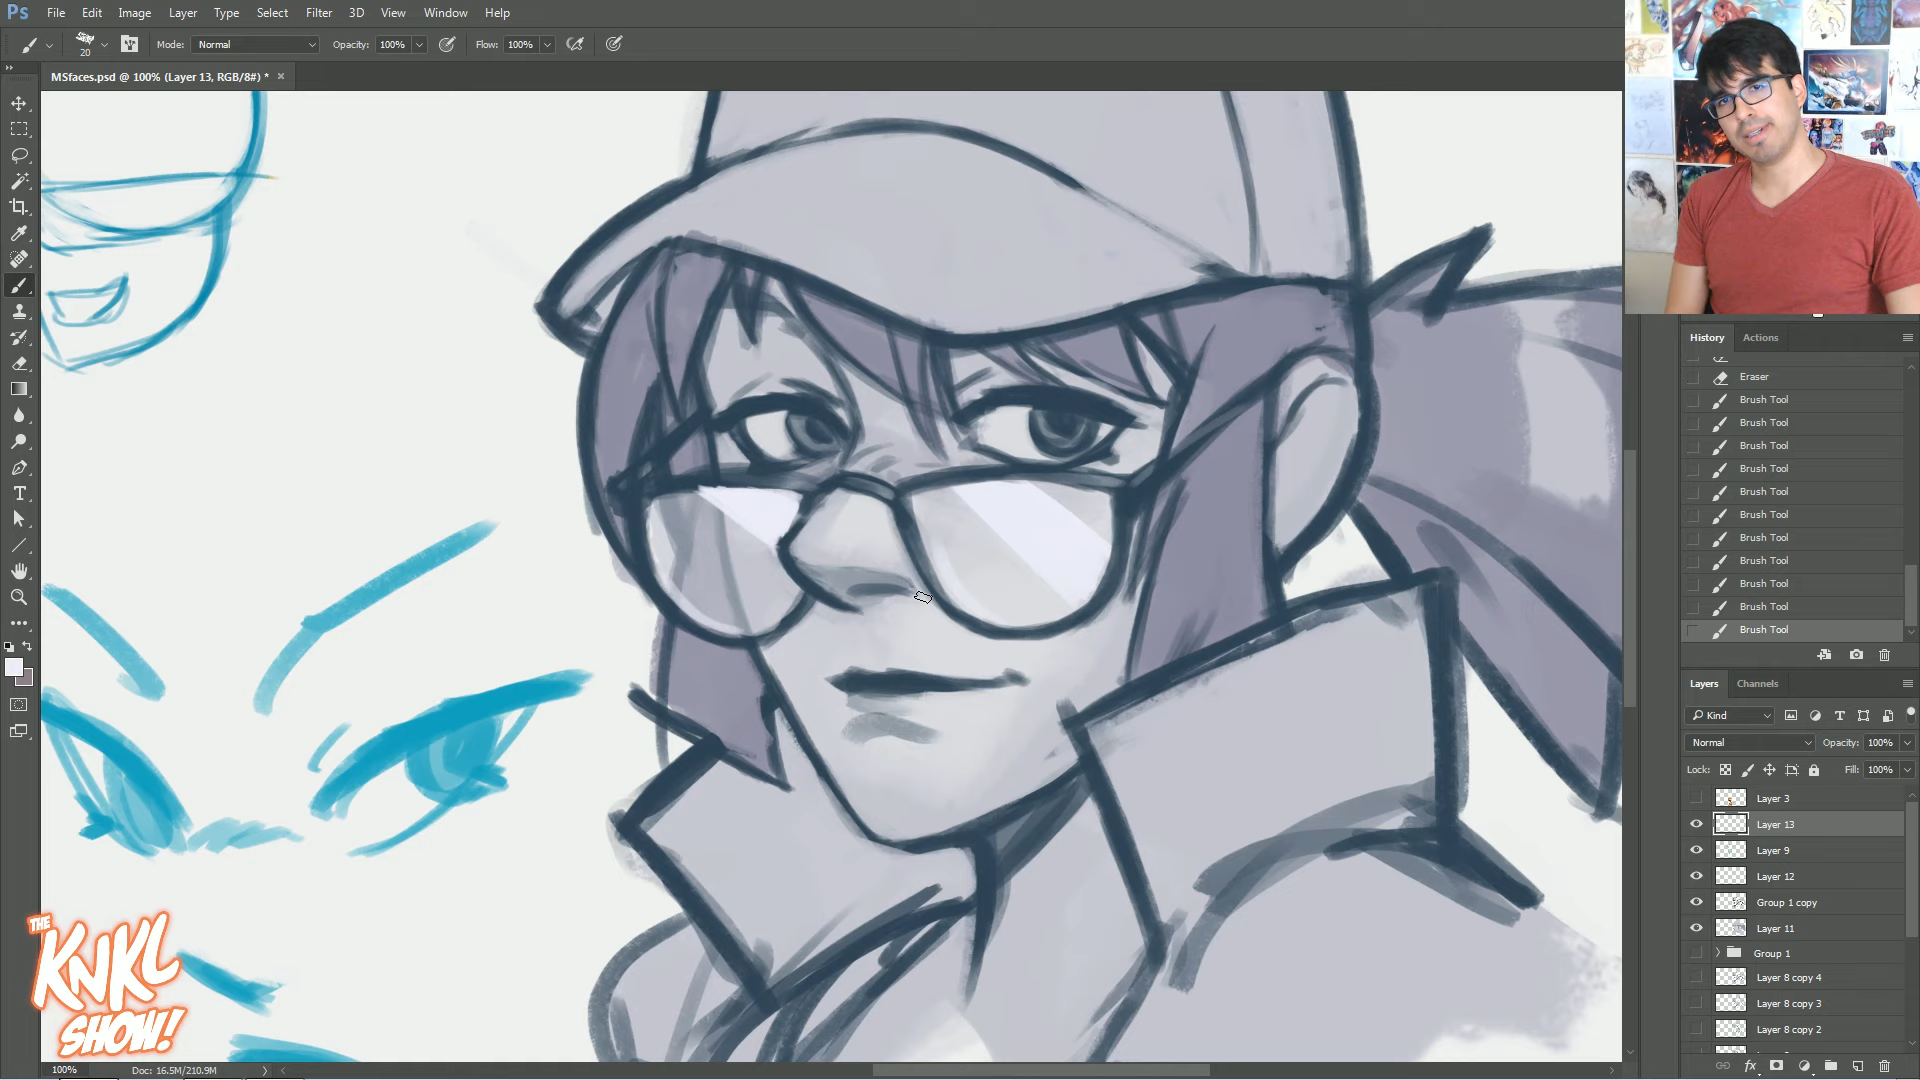 Ps File Edit Image Layer Type Select Filter 3D View Window Help
20 Mode: Normal Opacity: 100% Flow: 100%
MSfaces.psd @ 100% (Layer 13, RGB/8#) * ×
History Actions
Eraser
Brush Tool
Brush Tool
Brush Tool
Brush Tool
Brush Tool
Brush Tool
Brush Tool
Brush Tool
Brush Tool
Brush Tool
Brush Tool
Layers Channels
Kind
Normal Opacity: 100%
Lock: Fill: 100%
Layer 3
Layer 13
Layer 9
Layer 12
Group 1 copy
Layer 11
Group 1
Layer 8 copy 4
Layer 8 copy 3
Layer 8 copy 2
THE
KNKL
SHOW!
100% Doc: 16.5M/210.9M